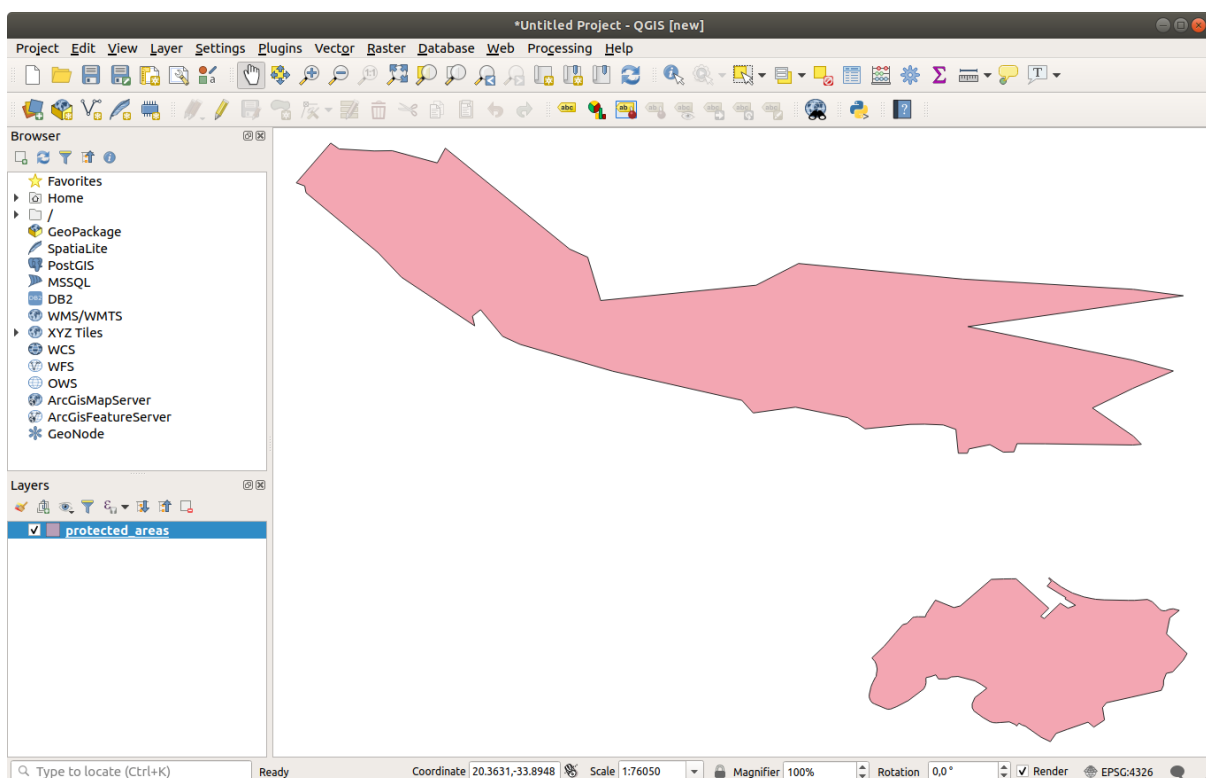 *Untitled Project - QGIS [new]
Project Edit View Layer Settings Plugins Vector Raster Database Web Processing Help
Browser
Favorites
Home
/
GeoPackage
SpatiaLite
PostGIS
MSSQL
DB2
WMS/WMTS
XYZ Tiles
WCS
WFS
OWS
ArcGisMapServer
ArcGisFeatureServer
GeoNode
Layers
protected_areas
Type to locate (Ctrl+K) Ready Coordinate 20.3631,-33.8948 Scale 1:76050 Magnifier 100% Rotation 0,0 ° Render EPSG:4326